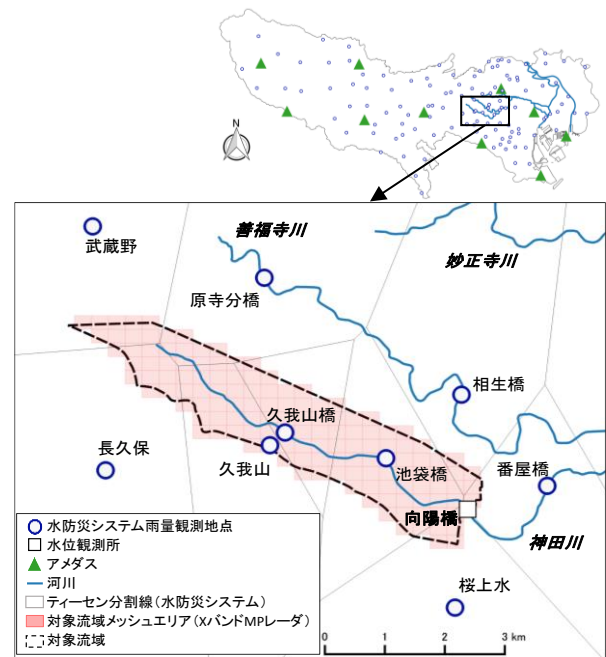 N
武蔵野
善福寺川
妙正寺川
原寺分橋
相生橋
久我山橋
長久保
久我山
池袋橋
番屋橋
向陽橋
神田川
桜上水
水防災システム雨量観測地点
水位観測所
アメダス
河川
ティーセン分割線(水防災システム)
対象流域メッシュエリア(XバンドMPレーダ)
対象流域
0 1 2 3 km